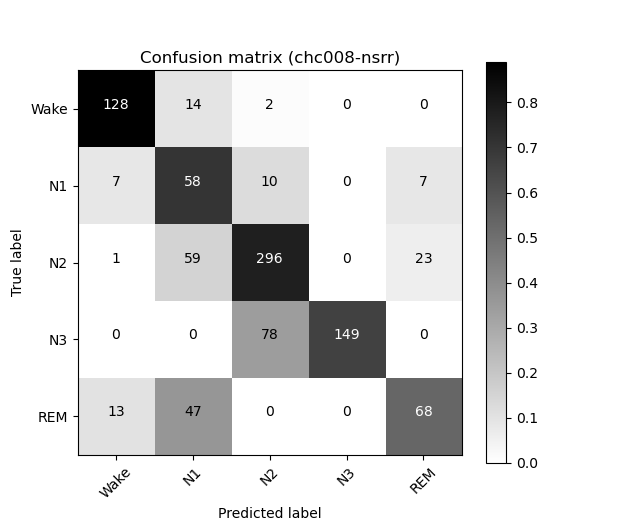 Confusion matrix (chc008-nsrr)
Wake 128 14 2 0 0
N1 7 58 10 0 7
N2 1 59 296 0 23
N3 0 0 78 149 0
REM 13 47 0 0 68
Wake N1 N2 N3 REM
Predicted label
True label
0.8
0.7
0.6
0.5
0.4
0.3
0.2
0.1
0.0